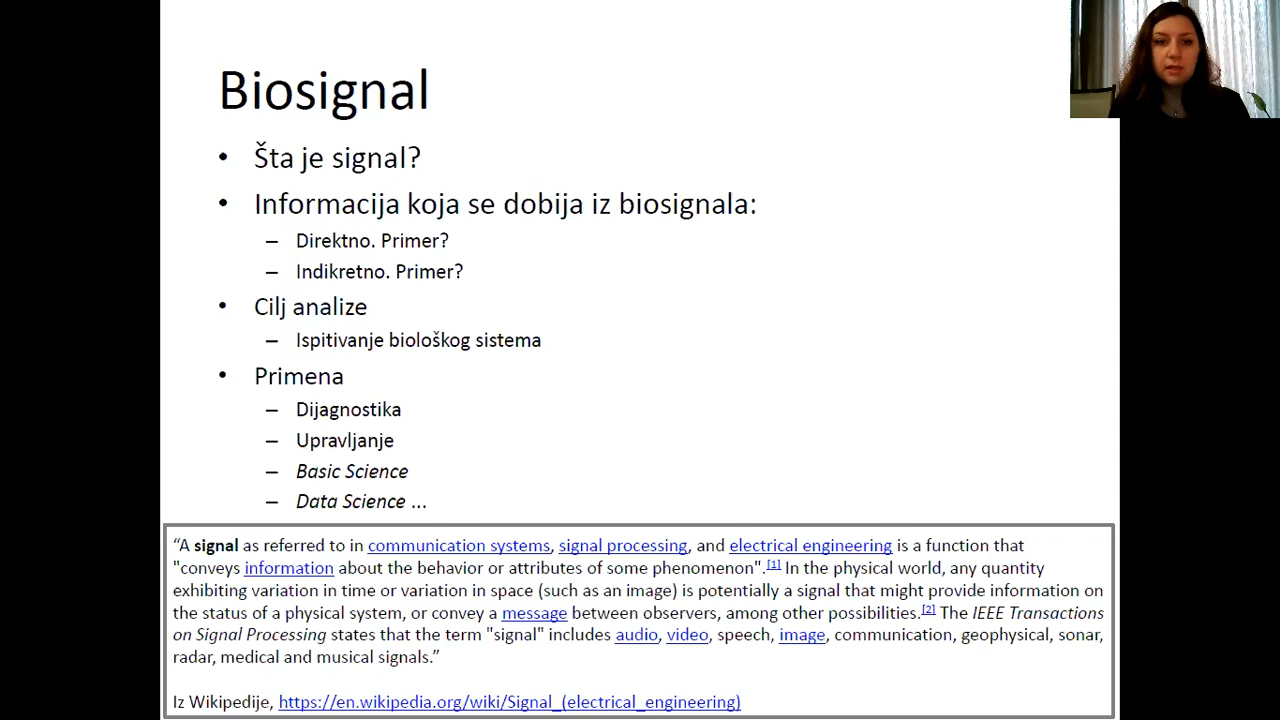 Biosignal
• Šta je signal?
• Informacija koja se dobija iz biosignala:
– Direktno. Primer?
– Indikretno. Primer?
• Cilj analize
– Ispitivanje biološkog sistema
• Primena
– Dijagnostika
– Upravljanje
– Basic Science
– Data Science ...
“A signal as referred to in communication systems, signal processing, and electrical engineering is a function that
"conveys information about the behavior or attributes of some phenomenon".[1] In the physical world, any quantity
exhibiting variation in time or variation in space (such as an image) is potentially a signal that might provide information on
the status of a physical system, or convey a message between observers, among other possibilities.[2] The IEEE Transactions
on Signal Processing states that the term "signal" includes audio, video, speech, image, communication, geophysical, sonar,
radar, medical and musical signals.”
Iz Wikipedije, https://en.wikipedia.org/wiki/Signal_(electrical_engineering)